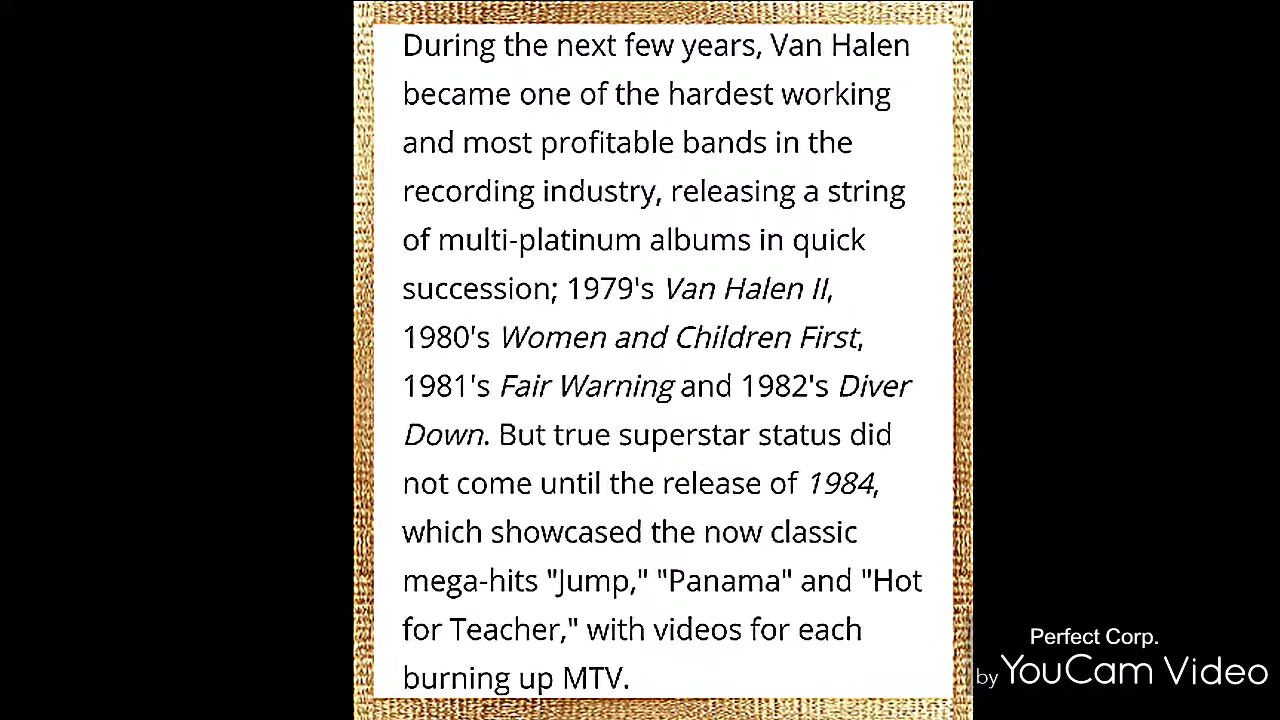 During the next few years, Van Halen
became one of the hardest working
and most profitable bands in the
recording industry, releasing a string
of multi-platinum albums in quick
succession; 1979's Van Halen II,
1980's Women and Children First,
1981's Fair Warning and 1982's Diver
Down. But true superstar status did
not come until the release of 1984,
which showcased the now classic
mega-hits "Jump," "Panama" and "Hot
for Teacher," with videos for each
burning up MTV.
Perfect Corp.
by YouCam Video